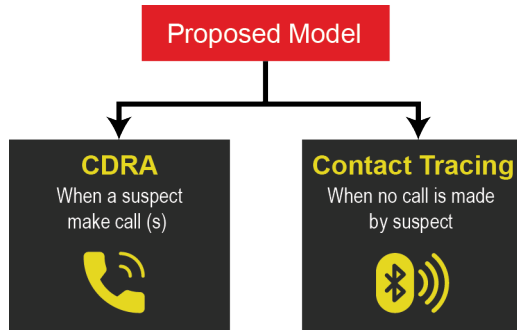 Proposed Model
CDRA
When a suspect
make call (s)
Contact Tracing
When no call is made
by suspect